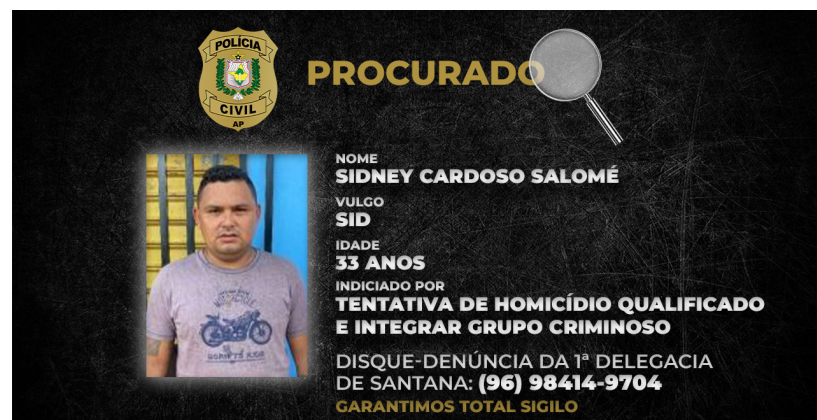 POLÍCIA
CIVIL
AP
PROCURADO
NOME
SIDNEY CARDOSO SALOMÉ
VULGO
SID
IDADE
33 ANOS
INDICIADO POR
TENTATIVA DE HOMICÍDIO QUALIFICADO
E INTEGRAR GRUPO CRIMINOSO
DISQUE-DENÚNCIA DA 1ª DELEGACIA
DE SANTANA: (96) 98414-9704
GARANTIMOS TOTAL SIGILO